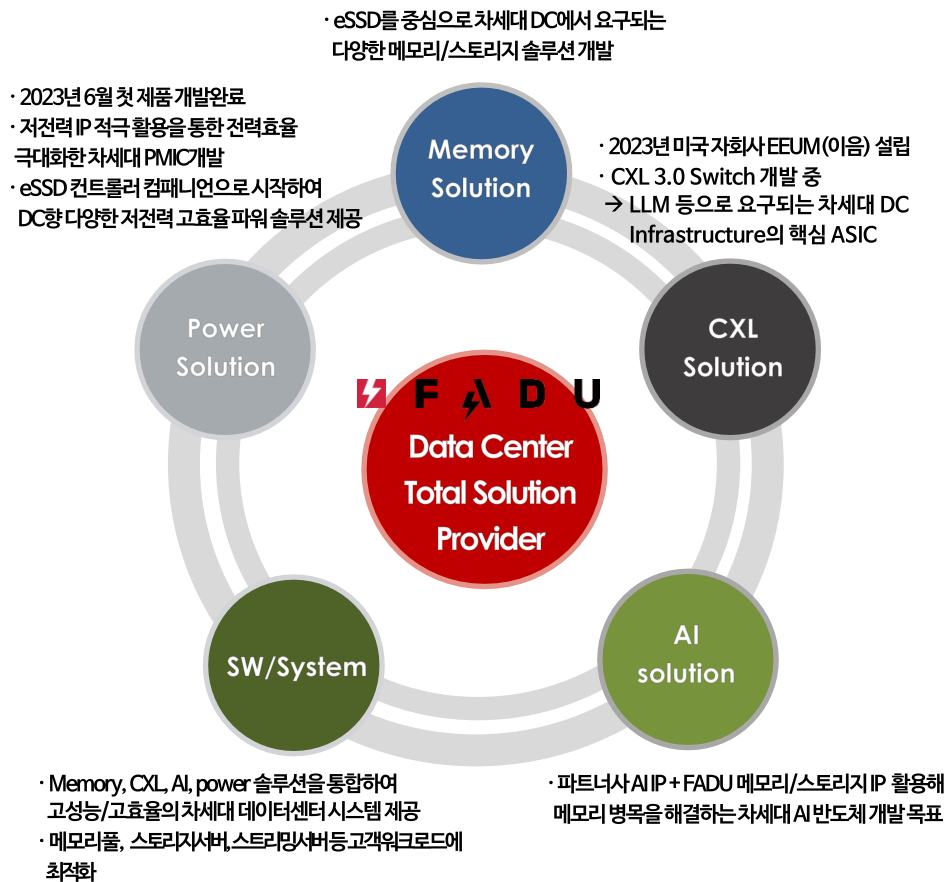 · eSSD를 중심으로 차세대 DC에서 요구되는
다양한 메모리/스토리지 솔루션 개발
· 2023년 6월 첫 제품 개발완료
· 저전력 IP 적극 활용을 통한 전력효율
극대화한 차세대 PMIC개발
· eSSD 컨트롤러 컴패니언으로 시작하여
DC향 다양한 저전력 고효율 파워 솔루션 제공
Memory
Solution
· 2023년 미국 자회사 EEUM(이음) 설립
· CXL 3.0 Switch 개발 중
→ LLM 등으로 요구되는 차세대 DC
Infrastructure의 핵심 ASIC
Power
Solution
CXL
Solution
FADU
Data Center
Total Solution
Provider
SW/System
AI
solution
· Memory, CXL, AI, power 솔루션을 통합하여
고성능/고효율의 차세대 데이터센터 시스템 제공
· 메모리풀, 스토리지서버, 스트리밍서버 등 고객워크로드에
최적화
· 파트너사 AI IP + FADU 메모리/스토리지 IP 활용해
메모리 병목을 해결하는 차세대 AI 반도체 개발 목표